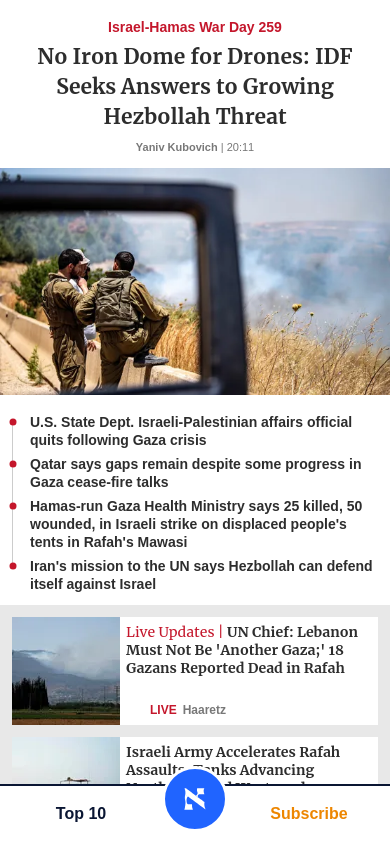 Israel-Hamas War Day 259
No Iron Dome for Drones: IDF
Seeks Answers to Growing
Hezbollah Threat
Yaniv Kubovich | 20:11
U.S. State Dept. Israeli-Palestinian affairs official
quits following Gaza crisis
Qatar says gaps remain despite some progress in
Gaza cease-fire talks
Hamas-run Gaza Health Ministry says 25 killed, 50
wounded, in Israeli strike on displaced people's
tents in Rafah's Mawasi
Iran's mission to the UN says Hezbollah can defend
itself against Israel
Live Updates | UN Chief: Lebanon
Must Not Be 'Another Gaza;' 18
Gazans Reported Dead in Rafah
LIVE Haaretz
Israeli Army Accelerates Rafah
Assault, Tanks Advancing
Top 10
Subscribe